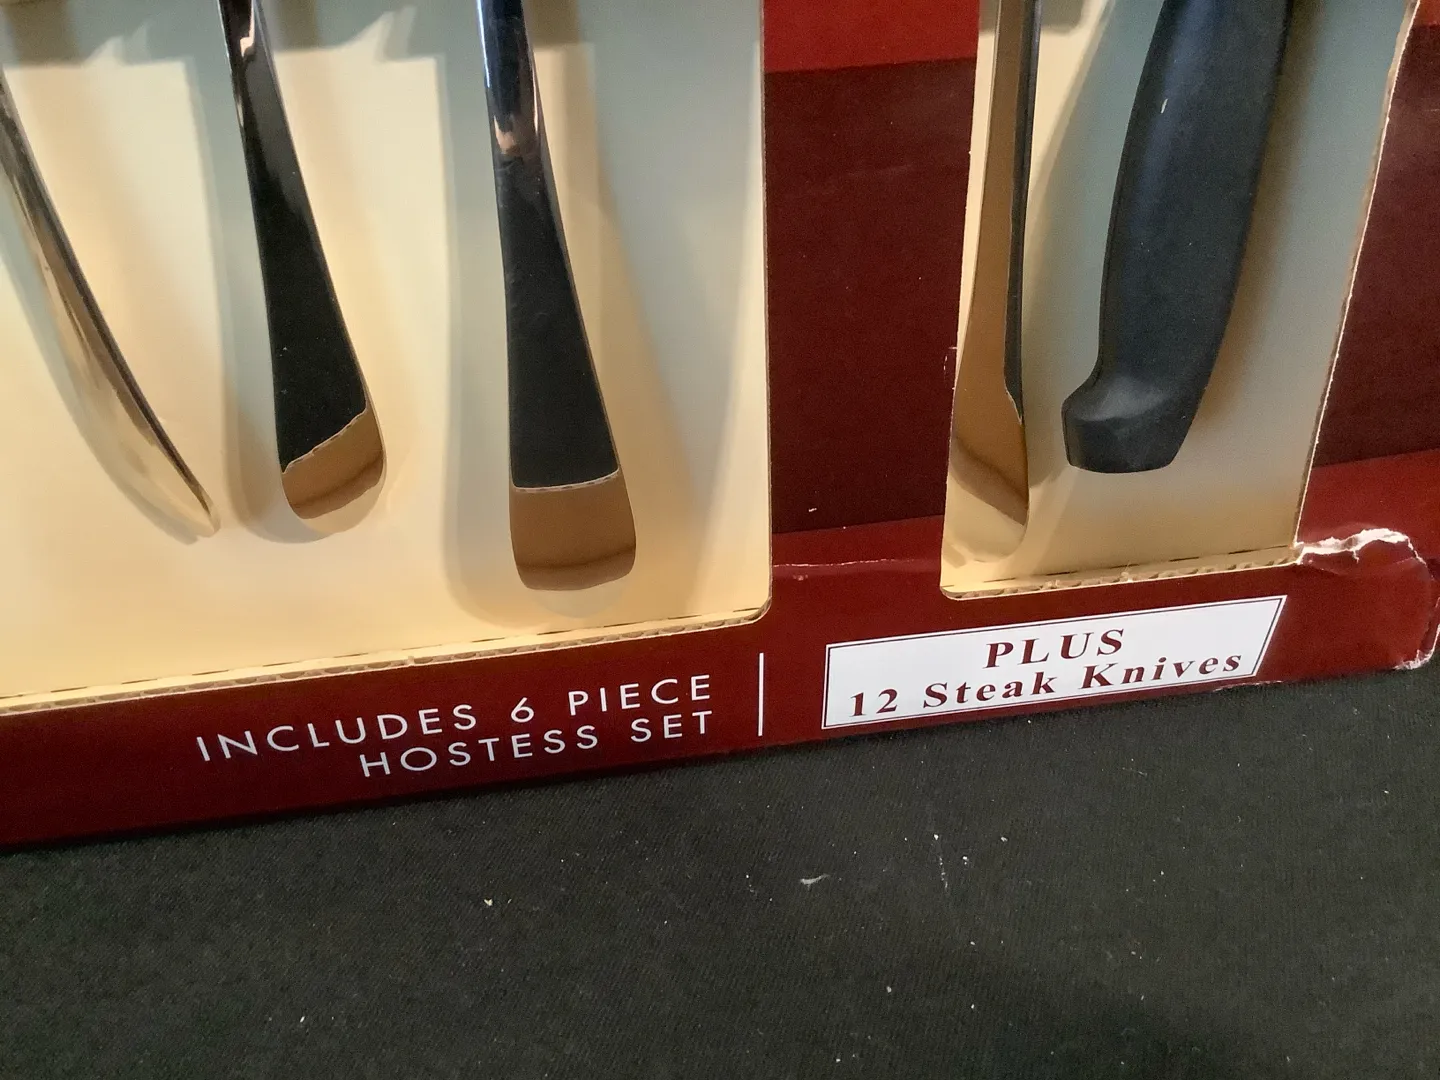 INCLUDES 6 PIECE
HOSTESS SET
PLUS
12 Steak Knives